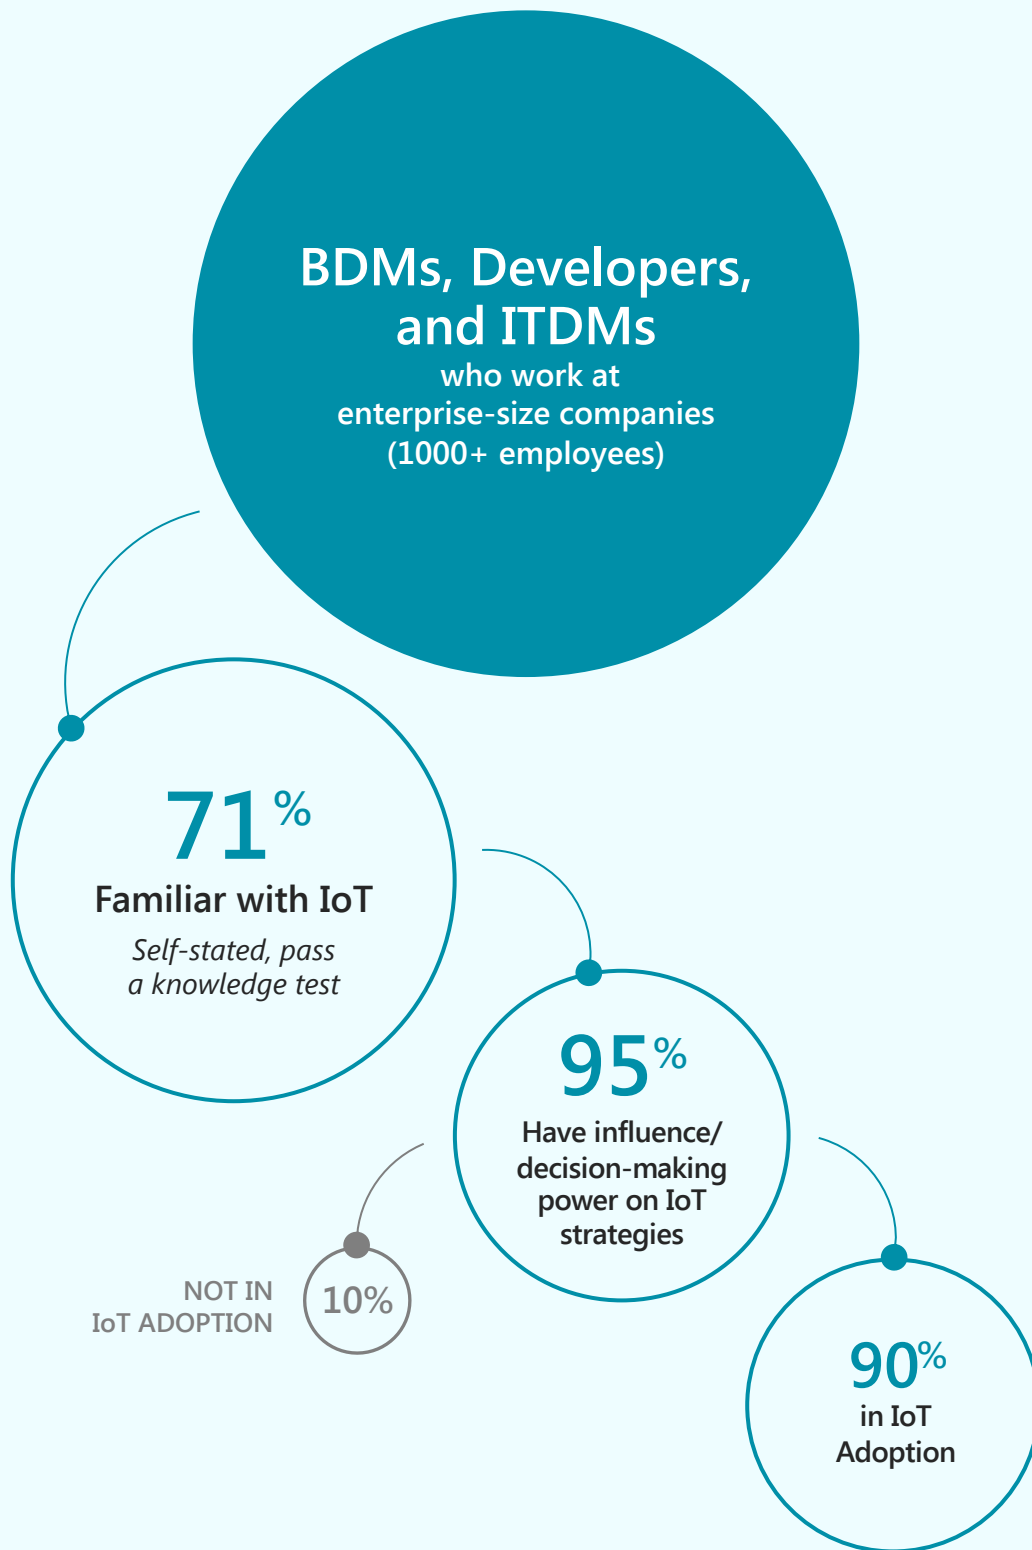 BDMs, Developers,
and ITDMs
who work at
enterprise-size companies
(1000+ employees)
71%
Familiar with IoT
Self-stated, pass
a knowledge test
95%
Have influence/
decision-making
power on IoT
strategies
NOT IN
IoT ADOPTION
10%
90%
in IoT
Adoption